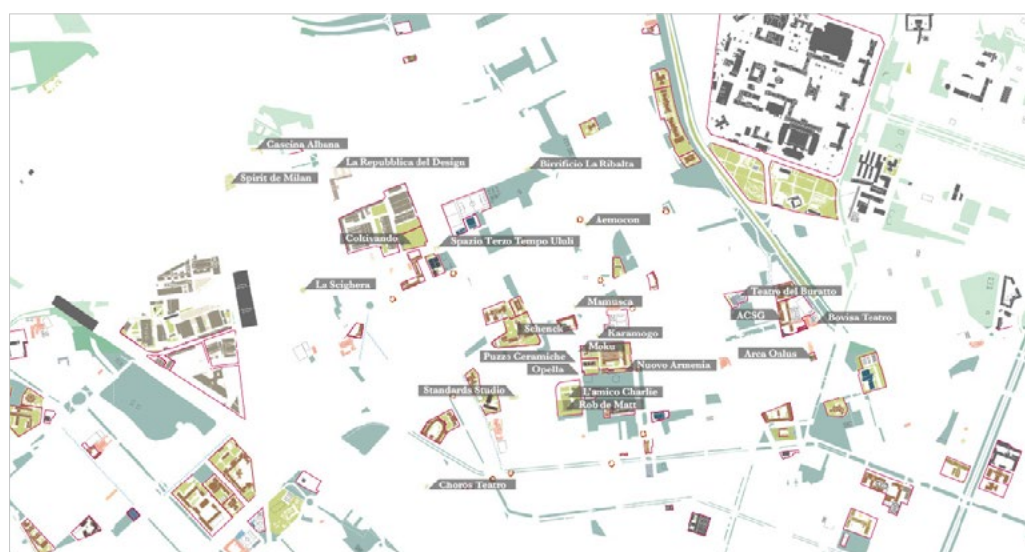 Cascina Albana
La Repubblica del Design
Birrificio La Ribalta
Spirit de Milan
Aemocon
Coltivando
Spazio Terzo Tempo Ululi
La Scighera
Teatro del Buratto
Mamusca
ACSG
Bovisa Teatro
Schenck
Karamogo
Moku
Puzzo Ceramiche
Area Onlus
Nuovo Armenia
Opella
Standards Studio
L'amico Charlie
Rob de Matt
Choros Teatro